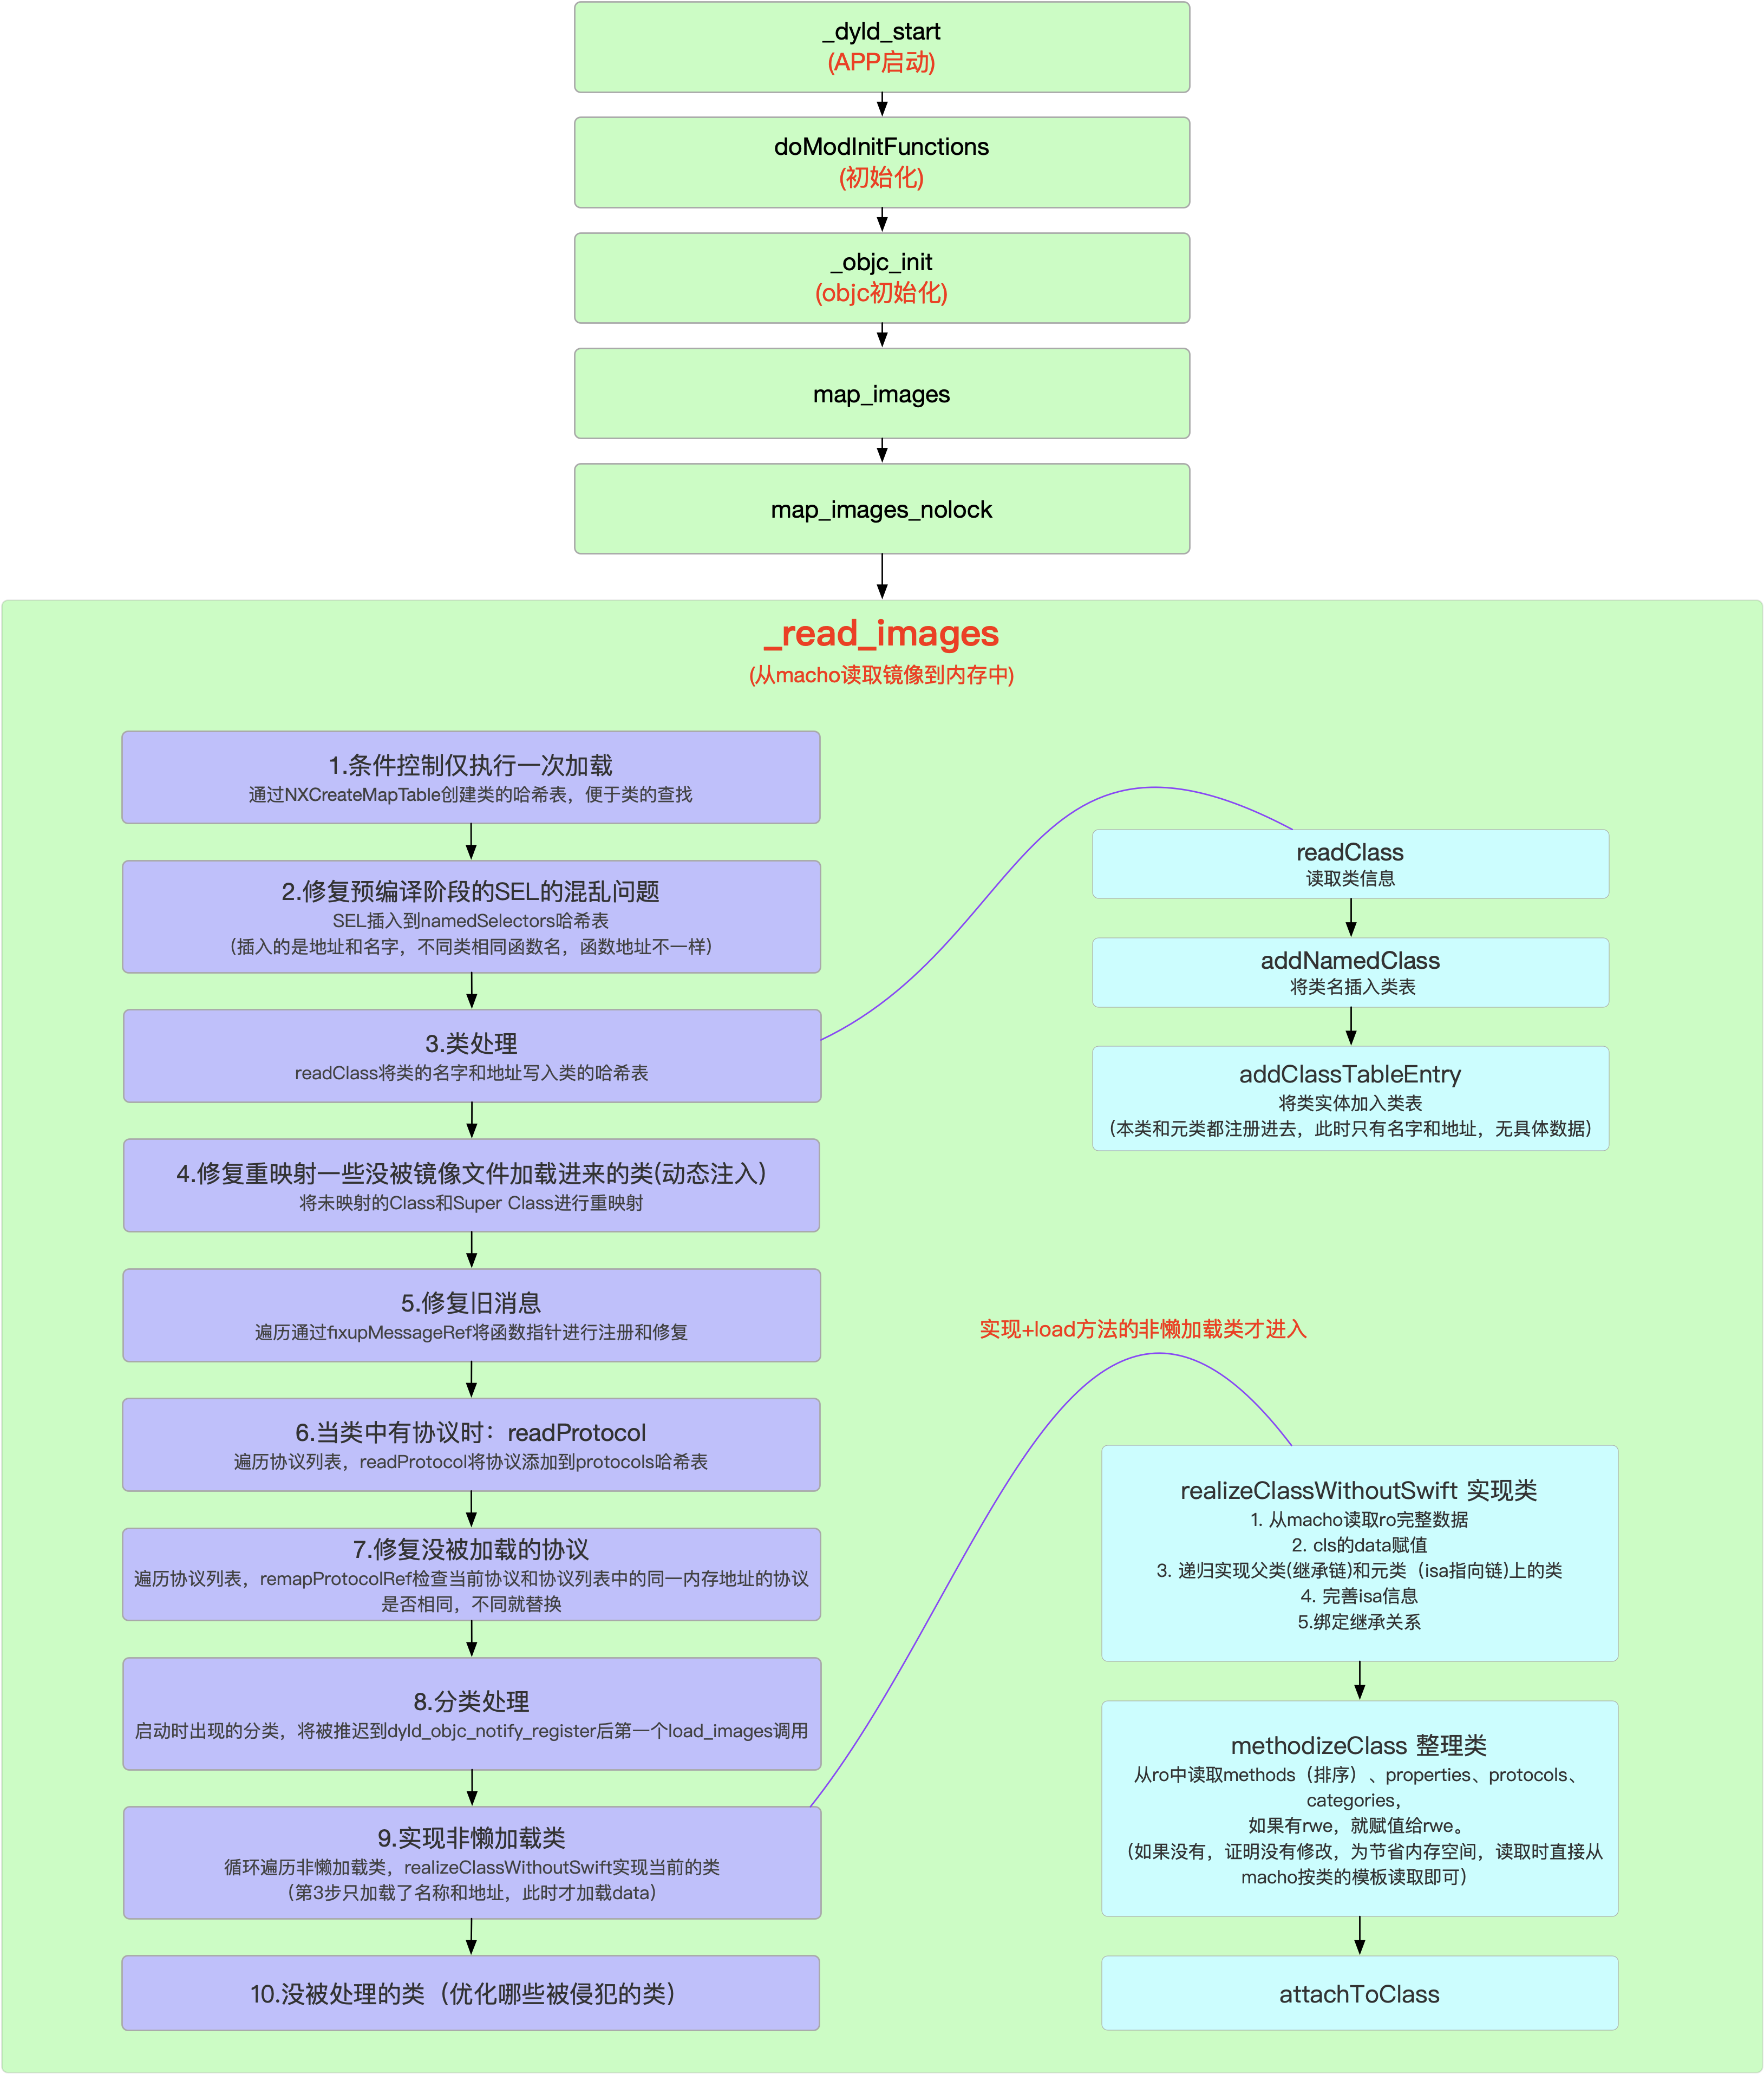 _dyld_start
(APP启动)
doModInitFunctions
(初始化)
_objc_init
(objc初始化)
map_images
map_images_nolock
_read_images
(从macho读取镜像到内存中)
1.条件控制仅执行一次加载
通过NXCreateMapTable创建类的哈希表，便于类的查找
2.修复预编译阶段的SEL的混乱问题
SEL插入到namedSelectors哈希表
（插入的是地址和名字，不同类相同函数名，函数地址不一样）
3.类处理
readClass将类的名字和地址写入类的哈希表
4.修复重映射一些没被镜像文件加载进来的类(动态注入）
将未映射的Class和Super Class进行重映射
5.修复旧消息
遍历通过fixupMessageRef将函数指针进行注册和修复
6.当类中有协议时：readProtocol
遍历协议列表，readProtocol将协议添加到protocols哈希表
7.修复没被加载的协议
遍历协议列表，remapProtocolRef检查当前协议和协议列表中的同一内存地址的协议
是否相同，不同就替换
8.分类处理
启动时出现的分类，将被推迟到dyld_objc_notify_register后第一个load_images调用
9.实现非懒加载类
循环遍历非懒加载类，realizeClassWithoutSwift实现当前的类
（第3步只加载了名称和地址，此时才加载data）
10.没被处理的类（优化哪些被侵犯的类）
readClass
读取类信息
addNamedClass
将类名插入类表
addClassTableEntry
将类实体加入类表
（本类和元类都注册进去，此时只有名字和地址，无具体数据）
实现+load方法的非懒加载类才进入
realizeClassWithoutSwift 实现类
1. 从macho读取ro完整数据
2. cls的data赋值
3. 递归实现父类(继承链)和元类（isa指向链)上的类
4. 完善isa信息
5.绑定继承关系
methodizeClass 整理类
从ro中读取methods（排序）、properties、protocols、
categories，
如果有rwe，就赋值给rwe。
（如果没有，证明没有修改，为节省内存空间，读取时直接从
macho按类的模板读取即可）
attachToClass